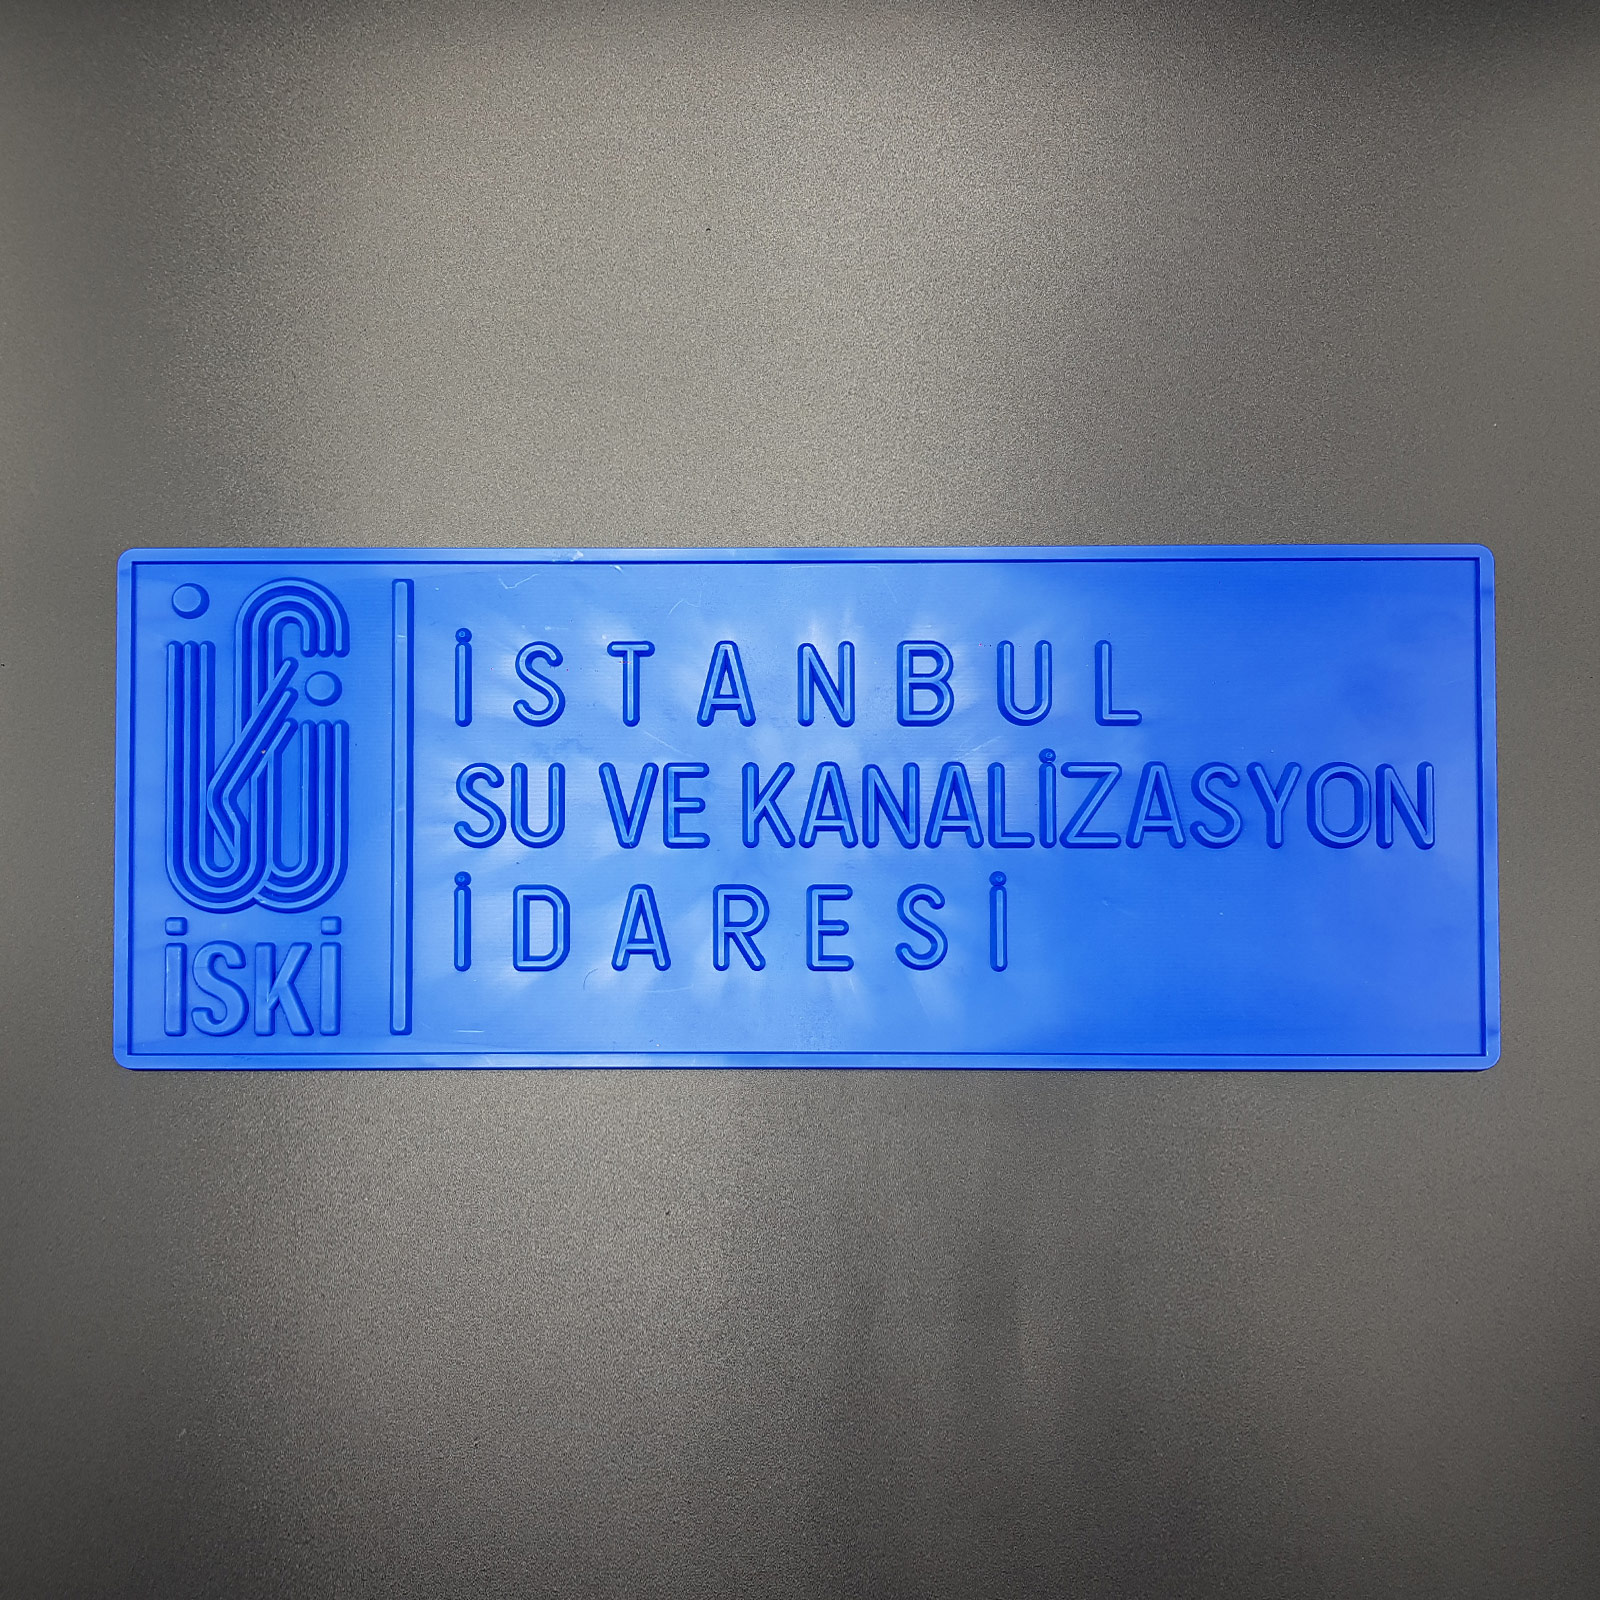 İSKİ
İSTANBUL
SU VE KANALİZASYON
İDARESİ